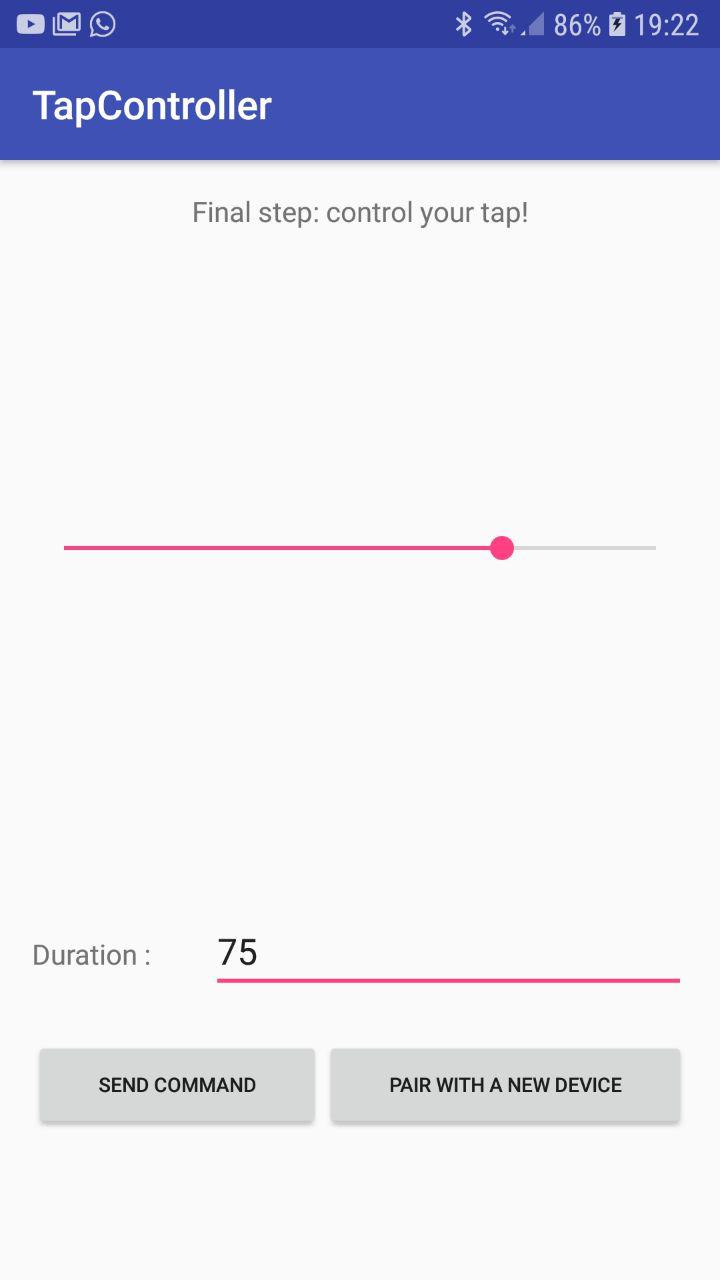 86% 19:22
TapController
Final step: control your tap!
Duration : 75
SEND COMMAND PAIR WITH A NEW DEVICE